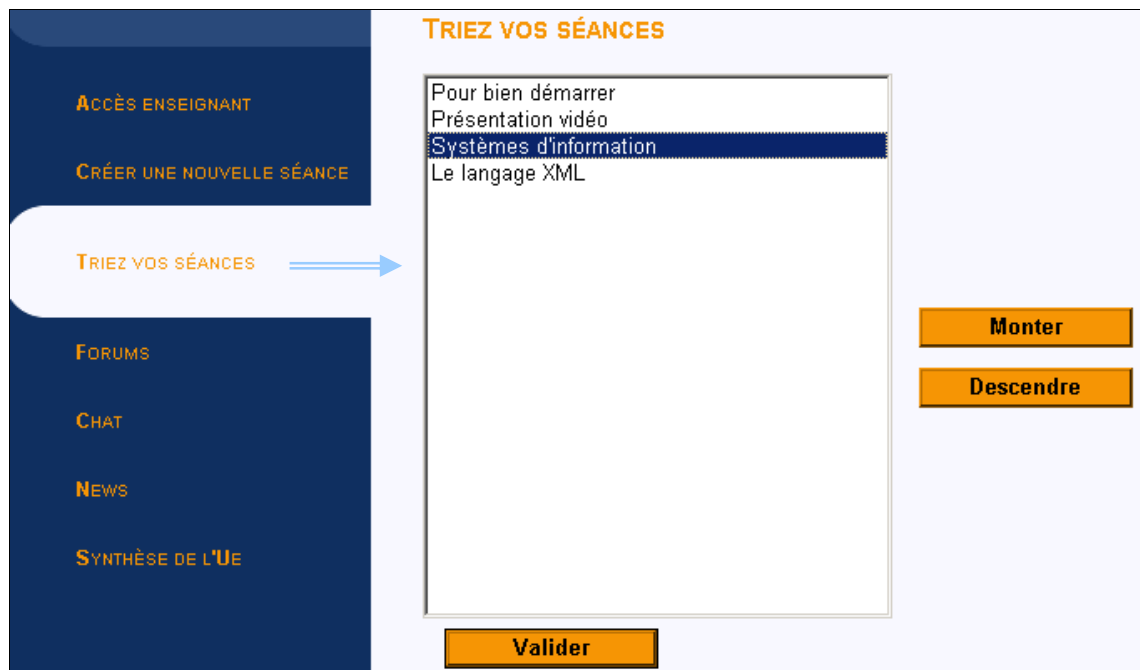 TRIEZ VOS SÉANCES
ACCÈS ENSEIGNANT
CRÉER UNE NOUVELLE SÉANCE
TRIEZ VOS SÉANCES
FORUMS
CHAT
NEWS
SYNTHÈSE DE L'UE
Pour bien démarrer
Présentation vidéo
Systèmes d'information
Le langage XML
Monter
Descendre
Valider